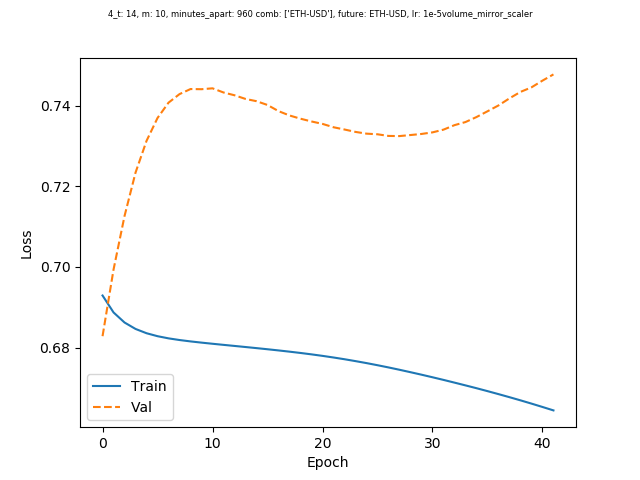 4_t: 14, m: 10, minutes_apart: 960 comb: ['ETH-USD'], future: ETH-USD, lr: 1e-5volume_mirror_scaler
0.74
0.72
0.70
0.68
Loss
Train
Val
0 10 20 30 40
Epoch